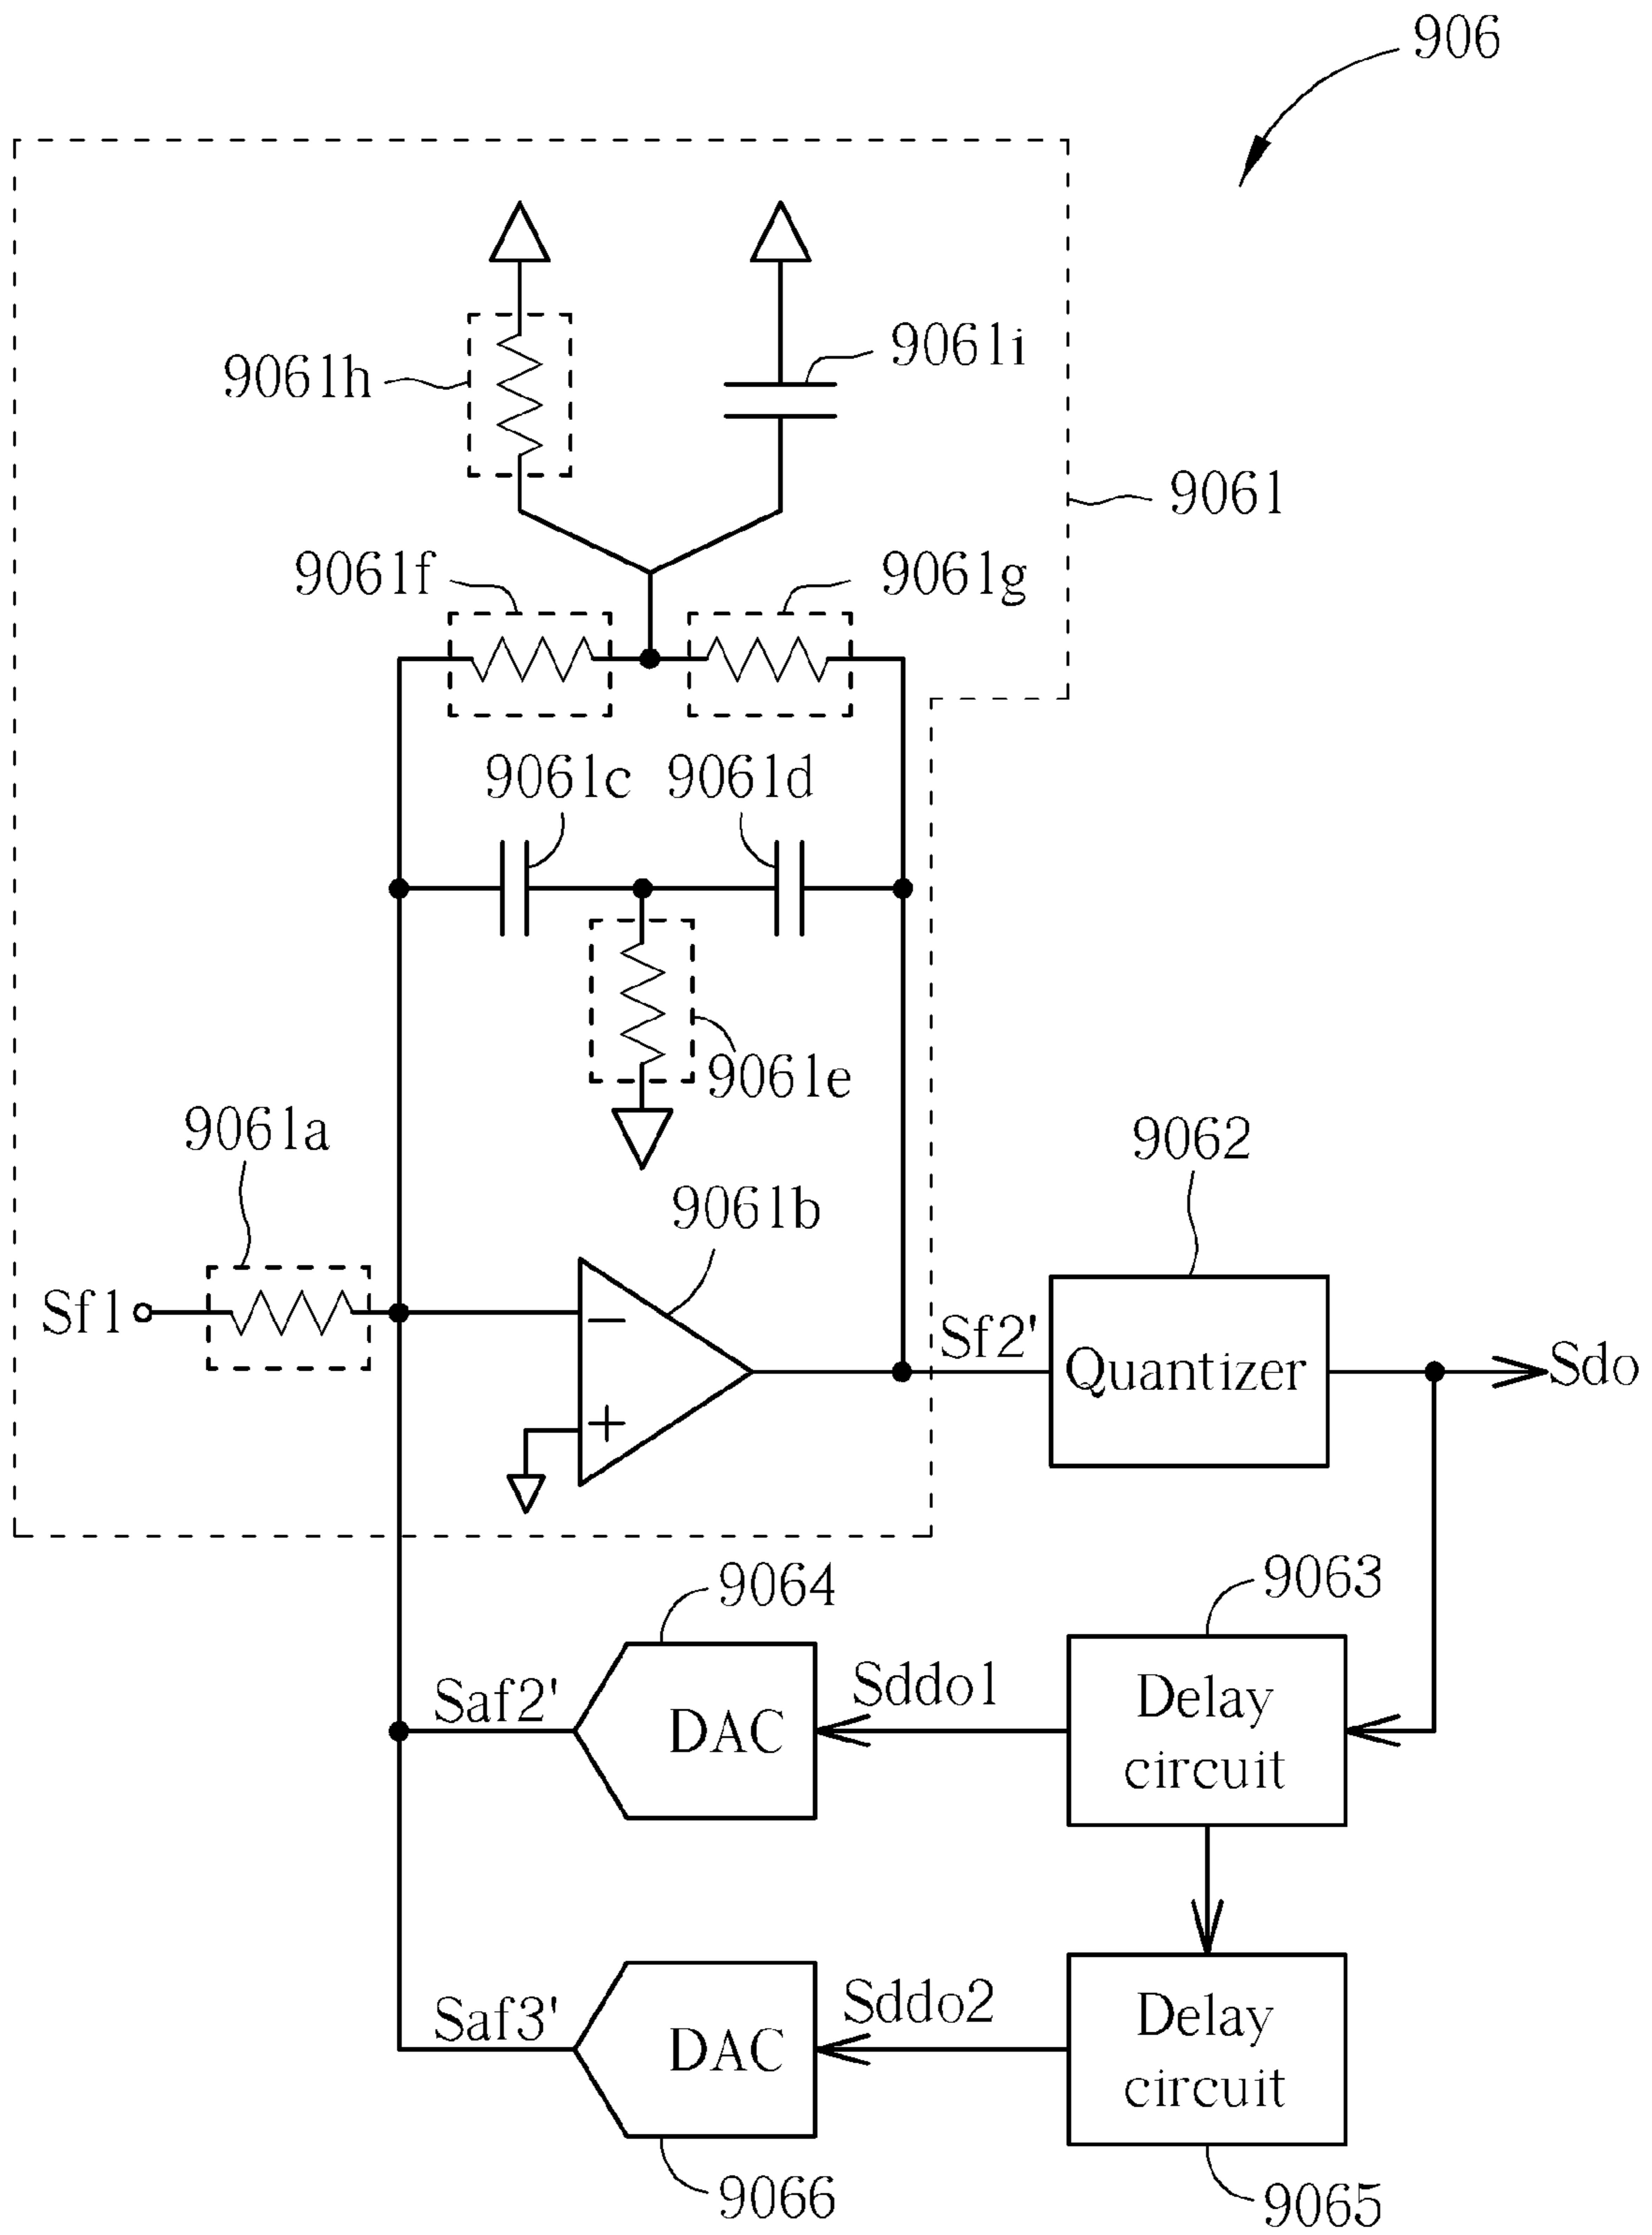 906
9061h
9061i
9061
9061f
9061g
9061c
9061d
9061e
9061a
9061b
9062
Sf1
−
+
Sf2'
Quantizer
Sdo
9064
9063
Saf2'
DAC
Sddo1
Delay
circuit
Saf3'
DAC
Sddo2
Delay
circuit
9066
9065